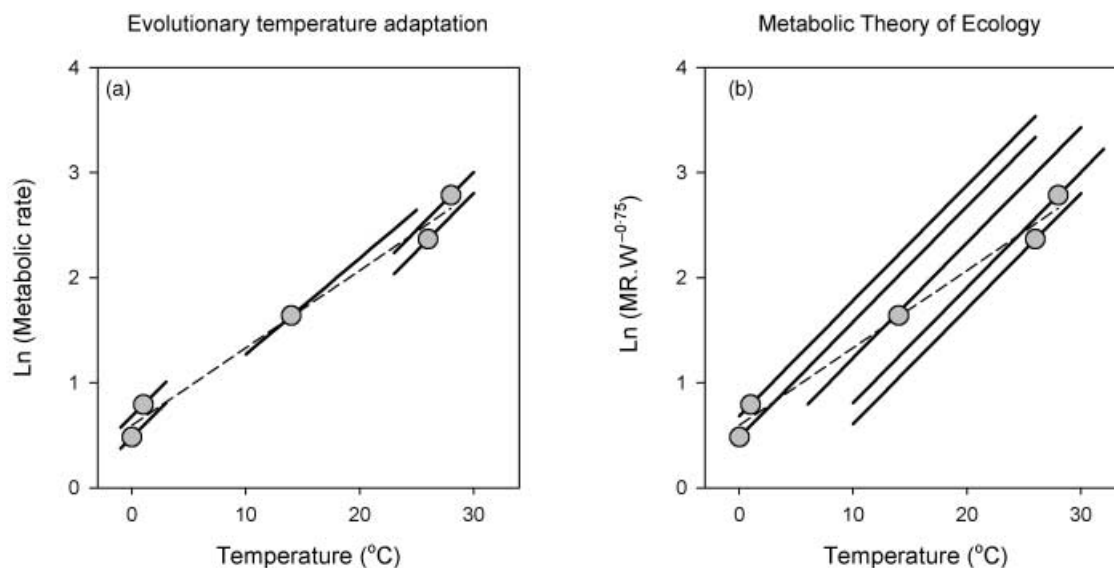 Evolutionary temperature adaptation
Metabolic Theory of Ecology
(a)
4
3
2
1
0
Ln (Metabolic rate)
0
10
20
30
Temperature (°C)
(b)
4
3
2
1
0
Ln (MR.W⁻⁰·⁷⁵)
0
10
20
30
Temperature (°C)